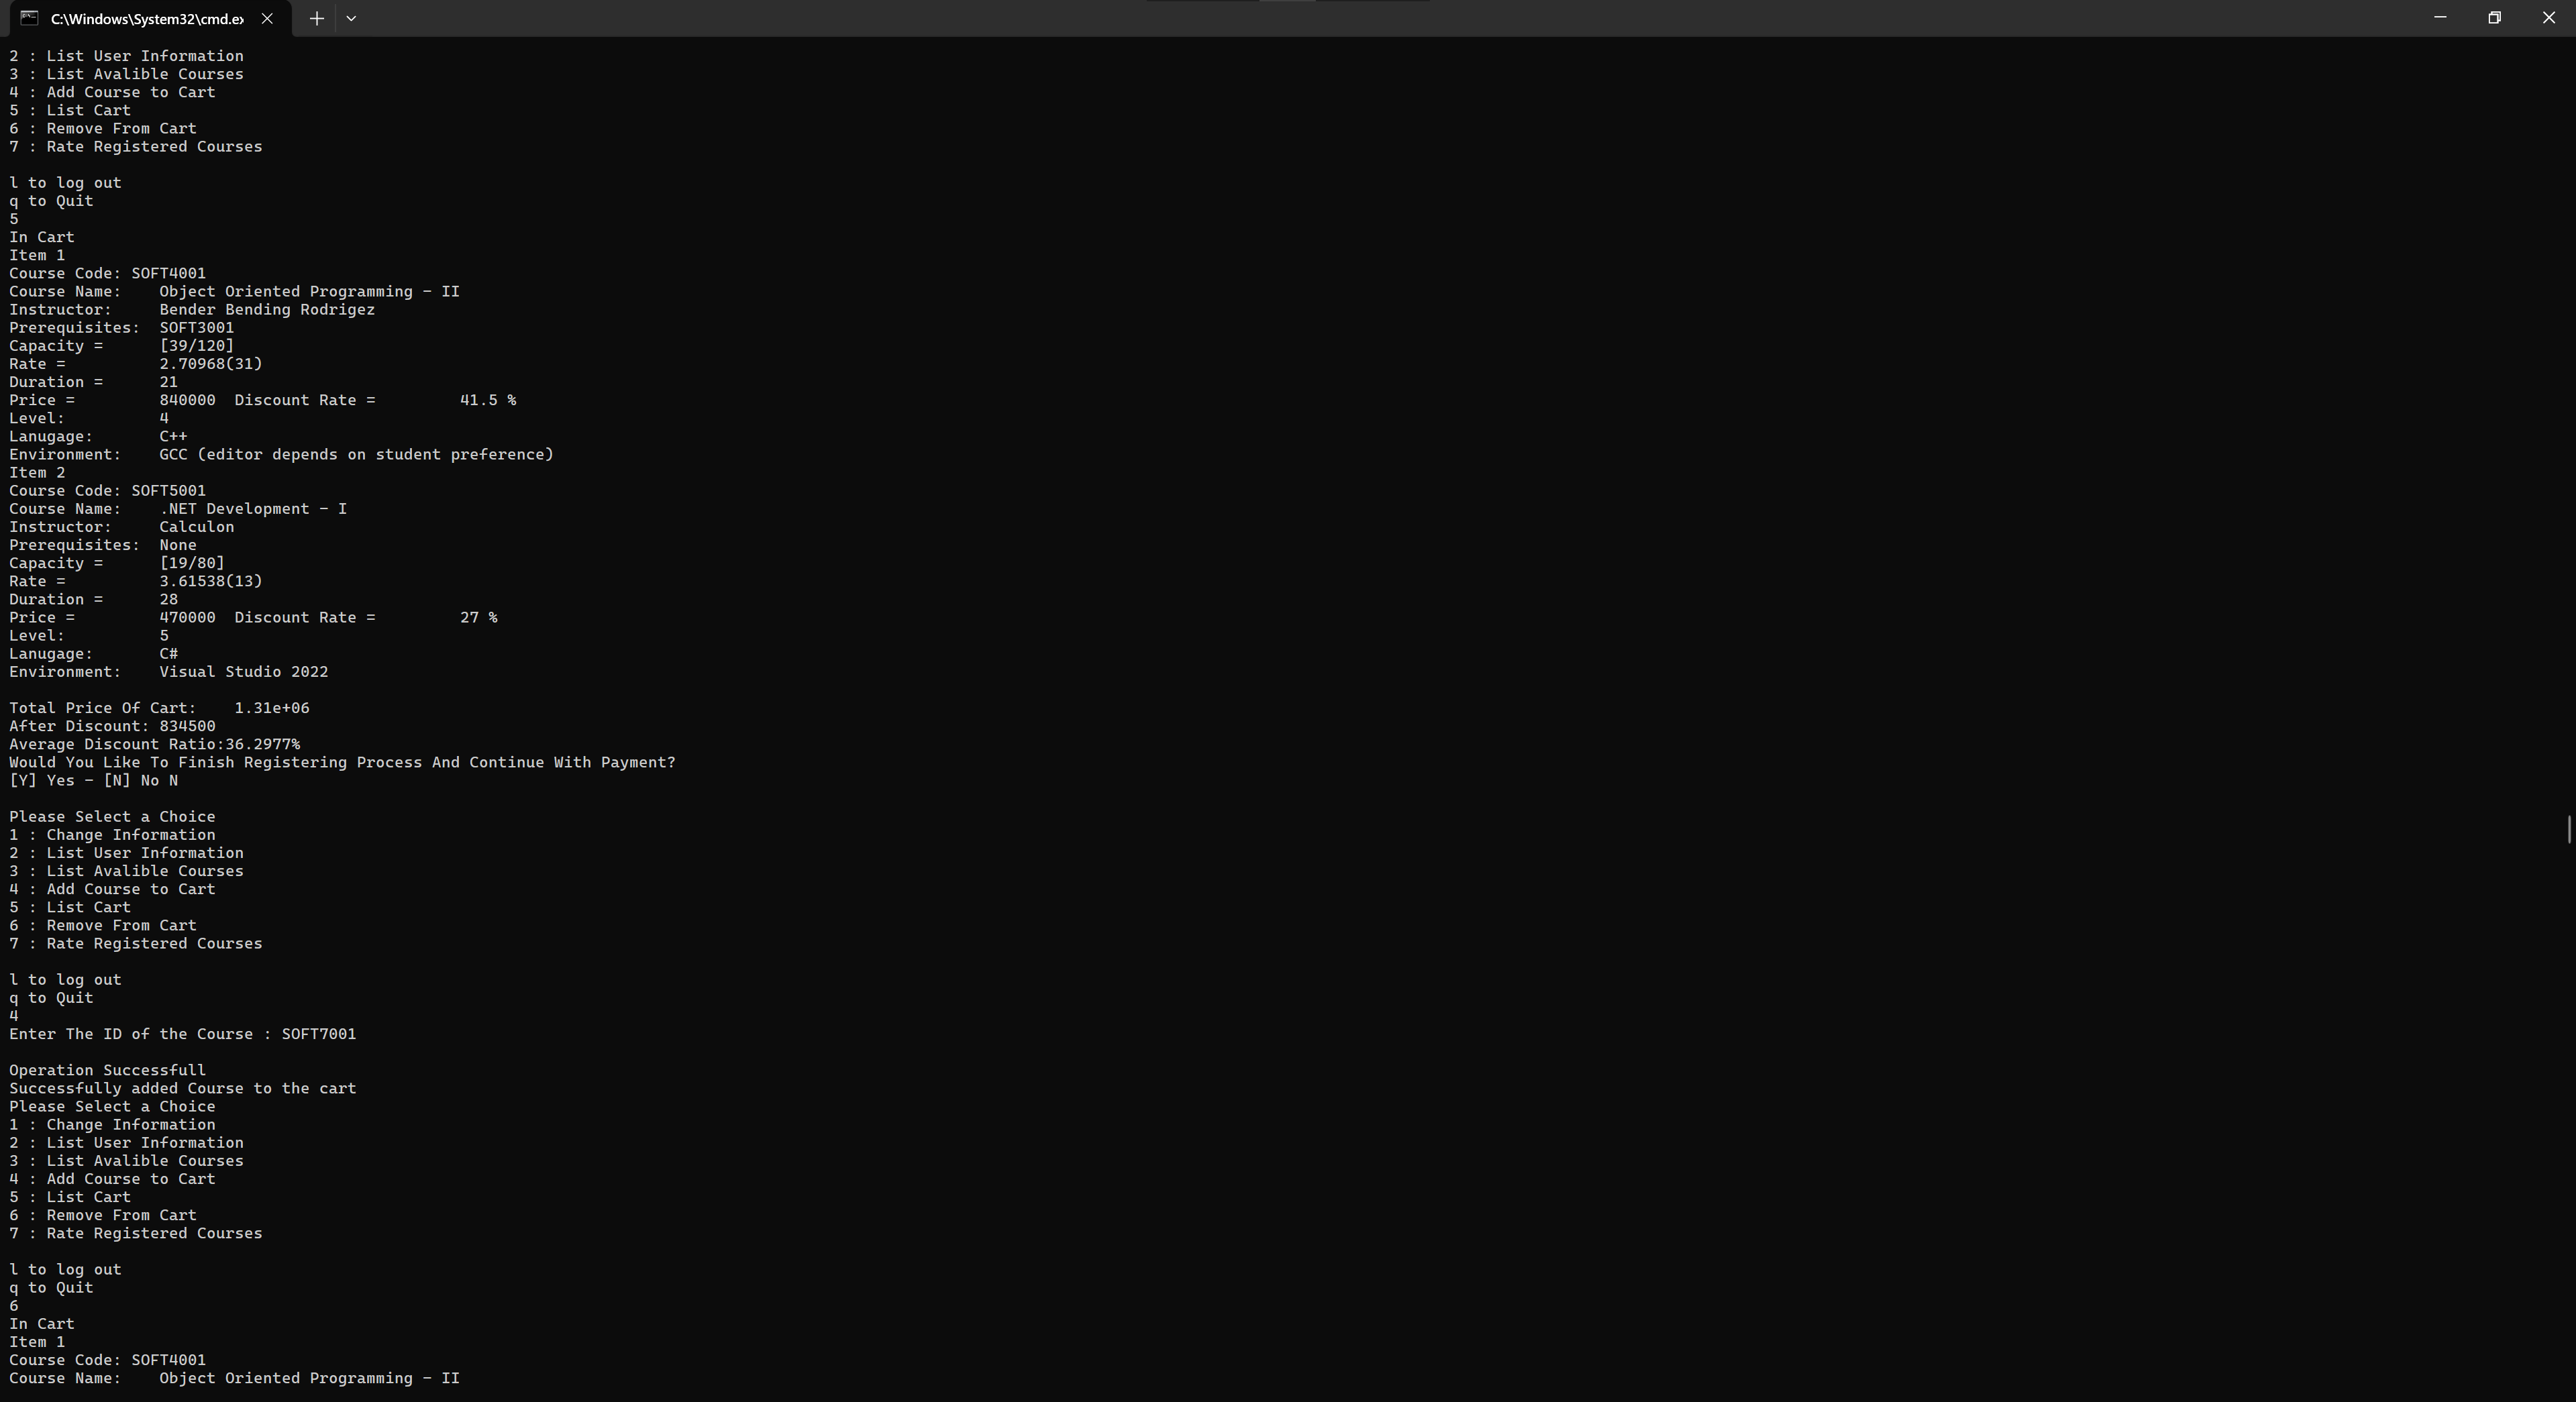 C:\Windows\System32\cmd.ex
2 : List User Information
3 : List Avalible Courses
4 : Add Course to Cart
5 : List Cart
6 : Remove From Cart
7 : Rate Registered Courses
l to log out
q to Quit
5
In Cart
Item 1
Course Code: SOFT4001
Course Name:    Object Oriented Programming - II
Instructor:     Bender Bending Rodrigez
Prerequisites:  SOFT3001
Capacity =      [39/120]
Rate =          2.70968(31)
Duration =      21
Price =         840000  Discount Rate =         41.5 %
Level:          4
Lanugage:       C++
Environment:    GCC (editor depends on student preference)
Item 2
Course Code: SOFT5001
Course Name:    .NET Development - I
Instructor:     Calculon
Prerequisites:  None
Capacity =      [19/80]
Rate =          3.61538(13)
Duration =      28
Price =         470000  Discount Rate =         27 %
Level:          5
Lanugage:       C#
Environment:    Visual Studio 2022
Total Price Of Cart:    1.31e+06
After Discount: 834500
Average Discount Ratio:36.2977%
Would You Like To Finish Registering Process And Continue With Payment?
[Y] Yes - [N] No N
Please Select a Choice
1 : Change Information
2 : List User Information
3 : List Avalible Courses
4 : Add Course to Cart
5 : List Cart
6 : Remove From Cart
7 : Rate Registered Courses
l to log out
q to Quit
4
Enter The ID of the Course : SOFT7001
Operation Successfull
Successfully added Course to the cart
Please Select a Choice
1 : Change Information
2 : List User Information
3 : List Avalible Courses
4 : Add Course to Cart
5 : List Cart
6 : Remove From Cart
7 : Rate Registered Courses
l to log out
q to Quit
6
In Cart
Item 1
Course Code: SOFT4001
Course Name:    Object Oriented Programming - II